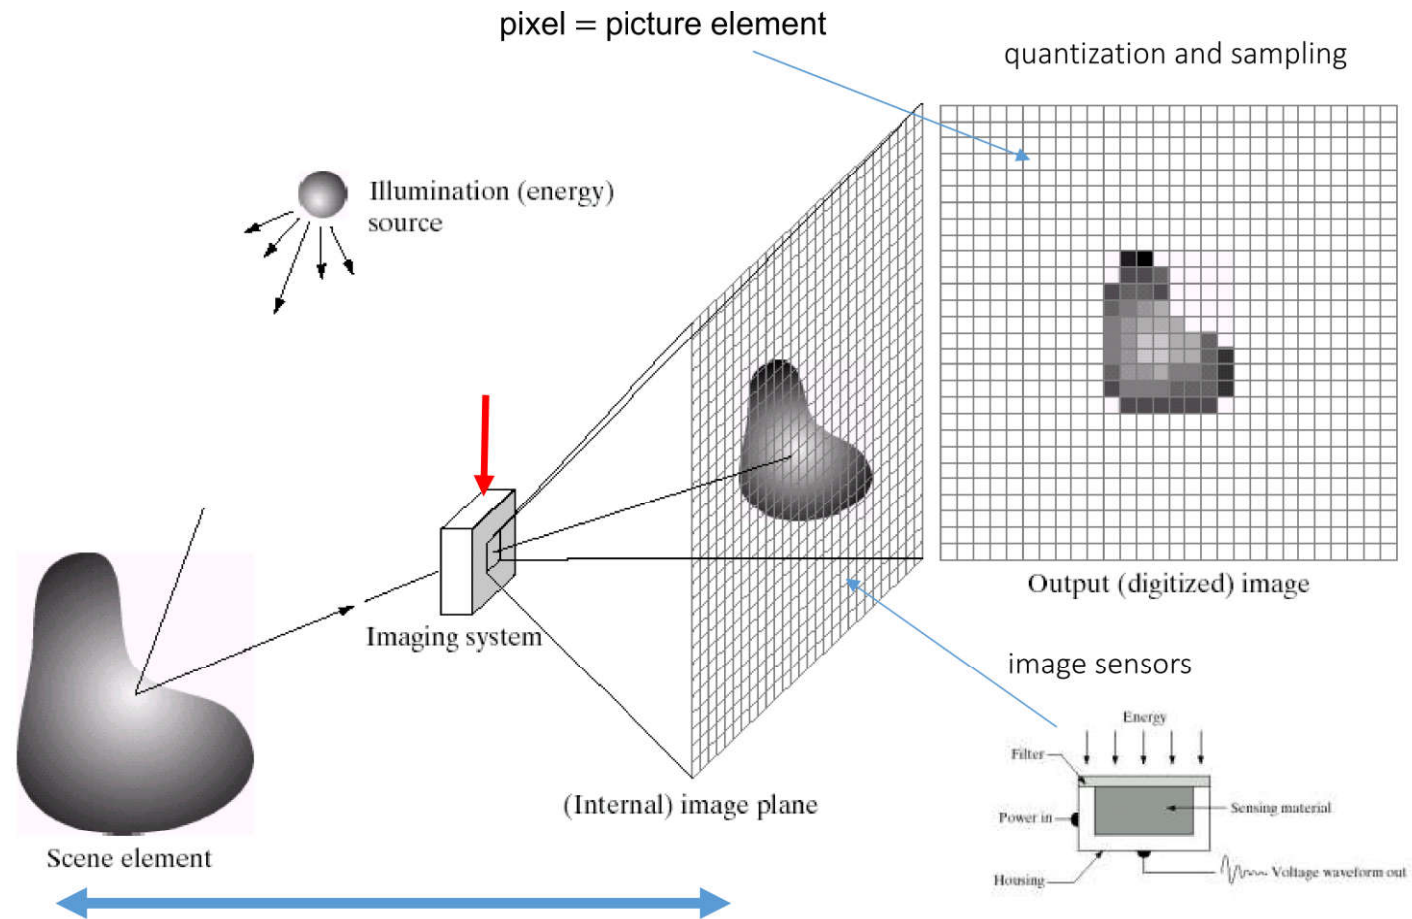 pixel = picture element
quantization and sampling
Illumination (energy)
source
Imaging system
Output (digitized) image
image sensors
(Internal) image plane
Scene element
Energy
Filter
Sensing material
Power in
Housing
Voltage waveform out